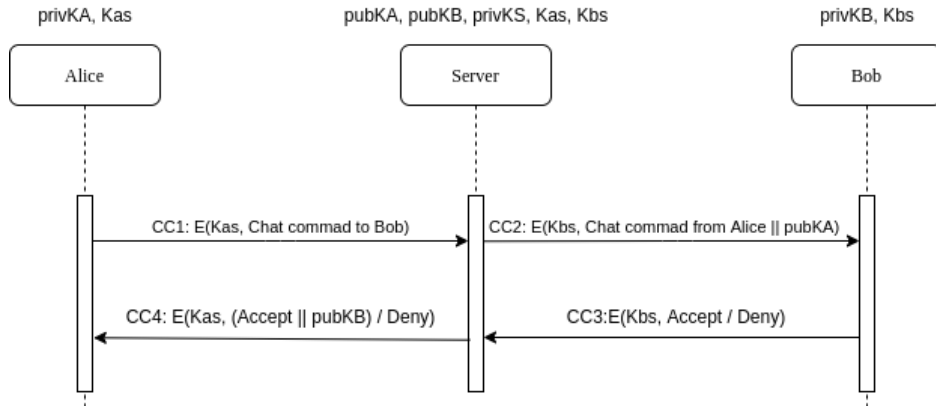 privKA, Kas
pubKA, pubKB, privKS, Kas, Kbs
privKB, Kbs
Alice
Server
Bob
CC1: E(Kas, Chat commad to Bob)
CC2: E(Kbs, Chat commad from Alice || pubKA)
CC4: E(Kas, (Accept || pubKB) / Deny)
CC3:E(Kbs, Accept / Deny)